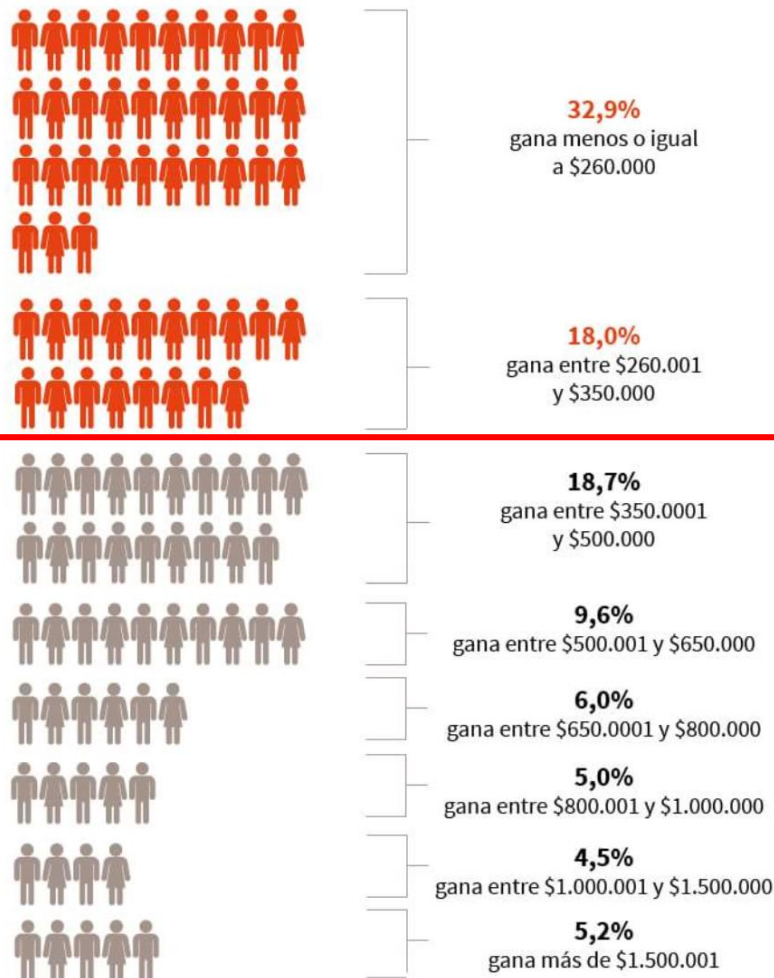 32,9%
gana menos o igual
a $260.000
18,0%
gana entre $260.001
y $350.000
18,7%
gana entre $350.0001
y $500.000
9,6%
gana entre $500.001 y $650.000
6,0%
gana entre $650.0001 y $800.000
5,0%
gana entre $800.001 y $1.000.000
4,5%
gana entre $1.000.001 y $1.500.000
5,2%
gana más de $1.500.001